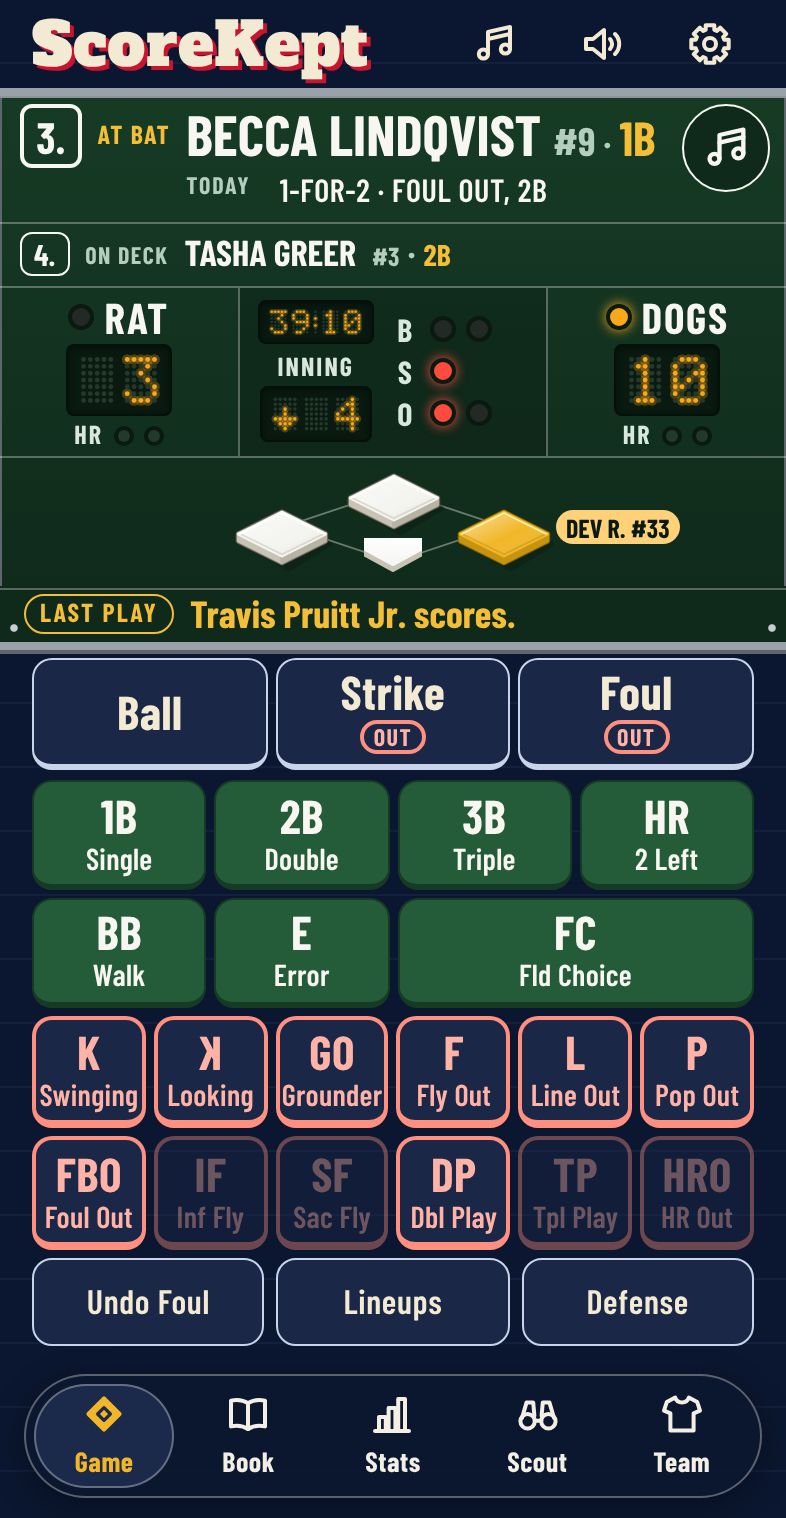 ScoreKept
3. AT BAT BECCA LINDQVIST #9 · 1B
TODAY 1-FOR-2 · FOUL OUT, 2B
4. ON DECK TASHA GREER #3 · 2B
RAT
3
HR
39:10
INNING
4
B
S
O
DOGS
10
HR
DEV R. #33
LAST PLAY Travis Pruitt Jr. scores.
Ball
Strike
OUT
Foul
OUT
1B
Single
2B
Double
3B
Triple
HR
2 Left
BB
Walk
E
Error
FC
Fld Choice
K
Swinging
ꓘ
Looking
GO
Grounder
F
Fly Out
L
Line Out
P
Pop Out
FBO
Foul Out
IF
Inf Fly
SF
Sac Fly
DP
Dbl Play
TP
Tpl Play
HRO
HR Out
Undo Foul
Lineups
Defense
Game
Book
Stats
Scout
Team